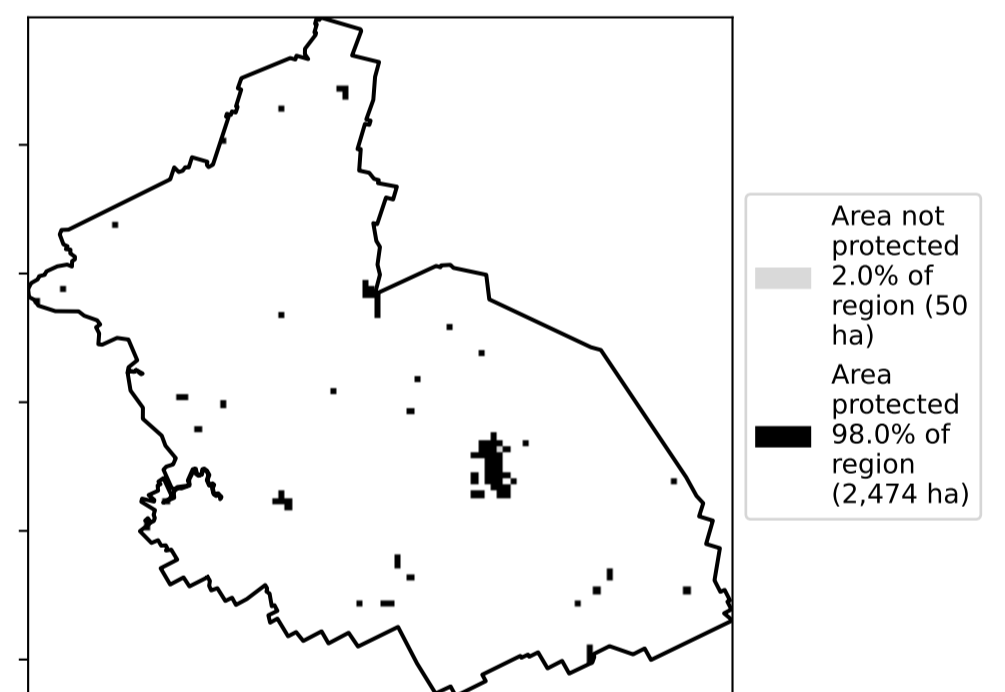 Area not
protected
2.0% of
region (50
ha)
Area
protected
98.0% of
region
(2,474 ha)